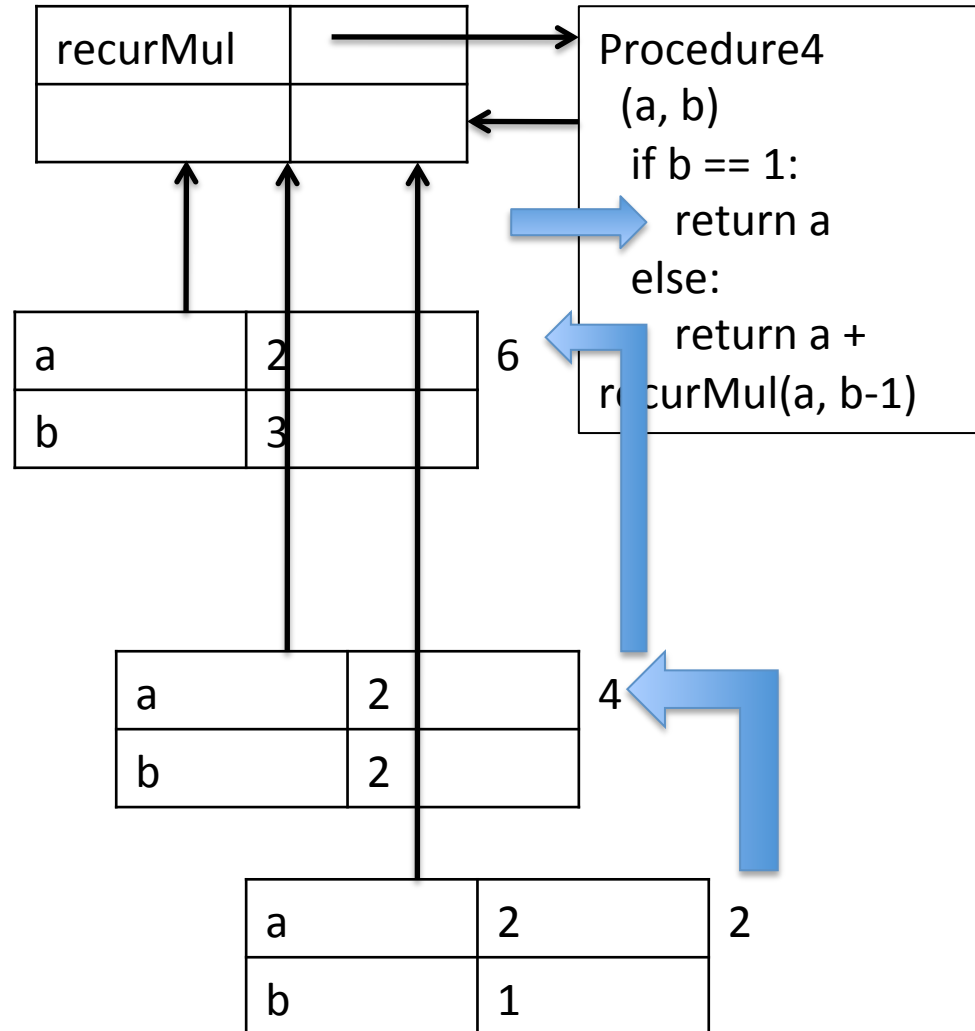 recurMul
Procedure4
(a, b)
if b == 1:
return a
else:
return a +
recurMul(a, b-1)
a 2 6
b 3
a 2 4
b 2
a 2 2
b 1